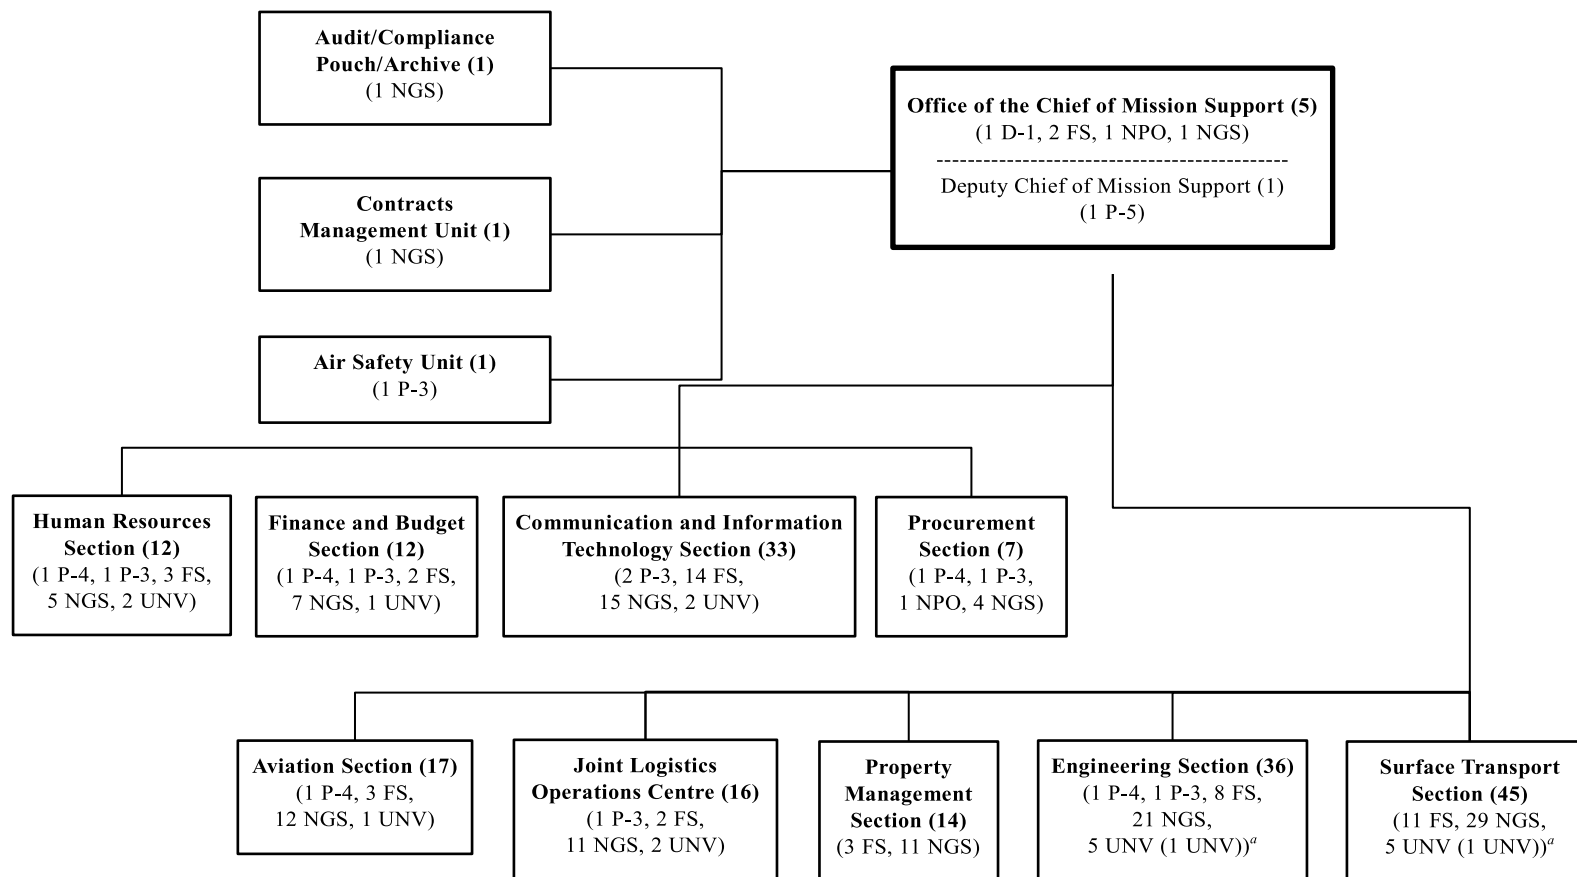 Audit/Compliance
Pouch/Archive (1)
(1 NGS)
Office of the Chief of Mission Support (5)
(1 D-1, 2 FS, 1 NPO, 1 NGS)
Deputy Chief of Mission Support (1)
(1 P-5)
Contracts
Management Unit (1)
(1 NGS)
Air Safety Unit (1)
(1 P-3)
Human Resources
Section (12)
(1 P-4, 1 P-3, 3 FS,
5 NGS, 2 UNV)
Finance and Budget
Section (12)
(1 P-4, 1 P-3, 2 FS,
7 NGS, 1 UNV)
Communication and Information
Technology Section (33)
(2 P-3, 14 FS,
15 NGS, 2 UNV)
Procurement
Section (7)
(1 P-4, 1 P-3,
1 NPO, 4 NGS)
Aviation Section (17)
(1 P-4, 3 FS,
12 NGS, 1 UNV)
Joint Logistics
Operations Centre (16)
(1 P-3, 2 FS,
11 NGS, 2 UNV)
Property
Management
Section (14)
(3 FS, 11 NGS)
Engineering Section (36)
(1 P-4, 1 P-3, 8 FS,
21 NGS,
5 UNV (1 UNV))a
Surface Transport
Section (45)
(11 FS, 29 NGS,
5 UNV (1 UNV))a